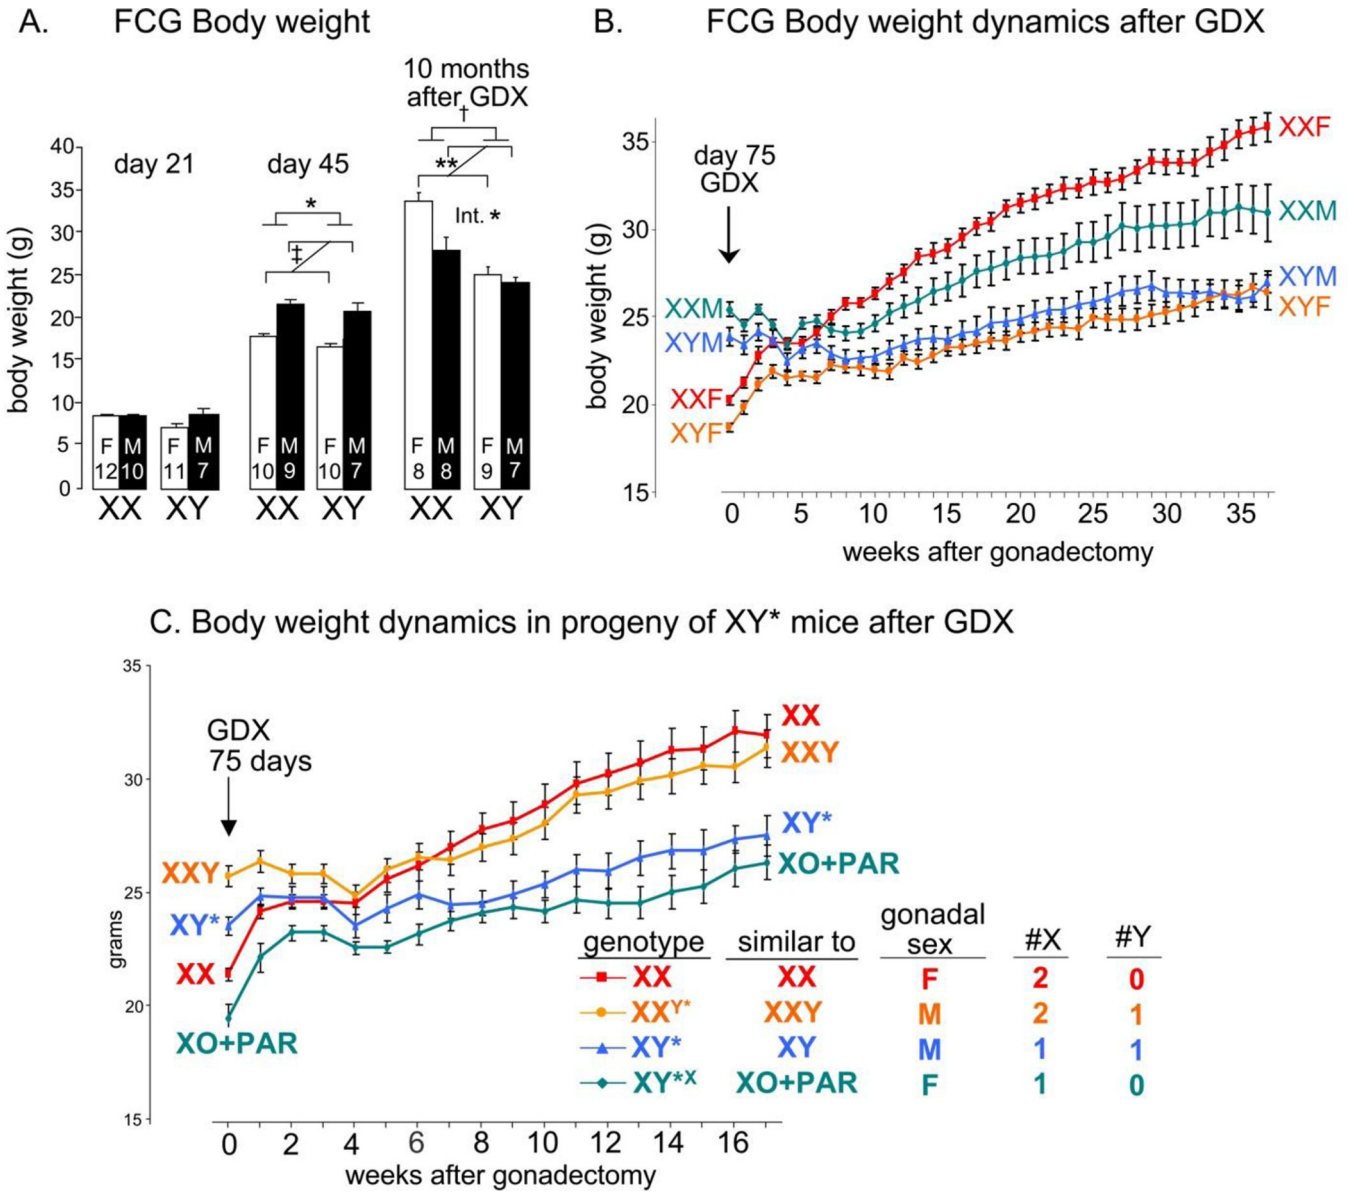 A. FCG Body weight
10 months
after GDX
†
day 21
day 45
*
‡
**
Int. *
body weight (g)
40
35
30
25
20
15
10
5
0
F M F M F M F M F M F M
12 10 11 7 10 9 10 7 8 8 9 7
XX XY XX XY XX XY
B. FCG Body weight dynamics after GDX
day 75
GDX
body weight (g)
35
30
25
20
15
XXM
XYM
XXF
XYF
XXF
XXM
XYM
XYF
0 5 10 15 20 25 30 35
weeks after gonadectomy
C. Body weight dynamics in progeny of XY* mice after GDX
GDX
75 days
grams
35
30
25
20
15
XXY
XY*
XX
XO+PAR
XX
XXY
XY*
XO+PAR
genotype similar to gonadal sex #X #Y
XX XX F 2 0
XXY* XXY M 2 1
XY* XY M 1 1
XY*X XO+PAR F 1 0
0 2 4 6 8 10 12 14 16
weeks after gonadectomy